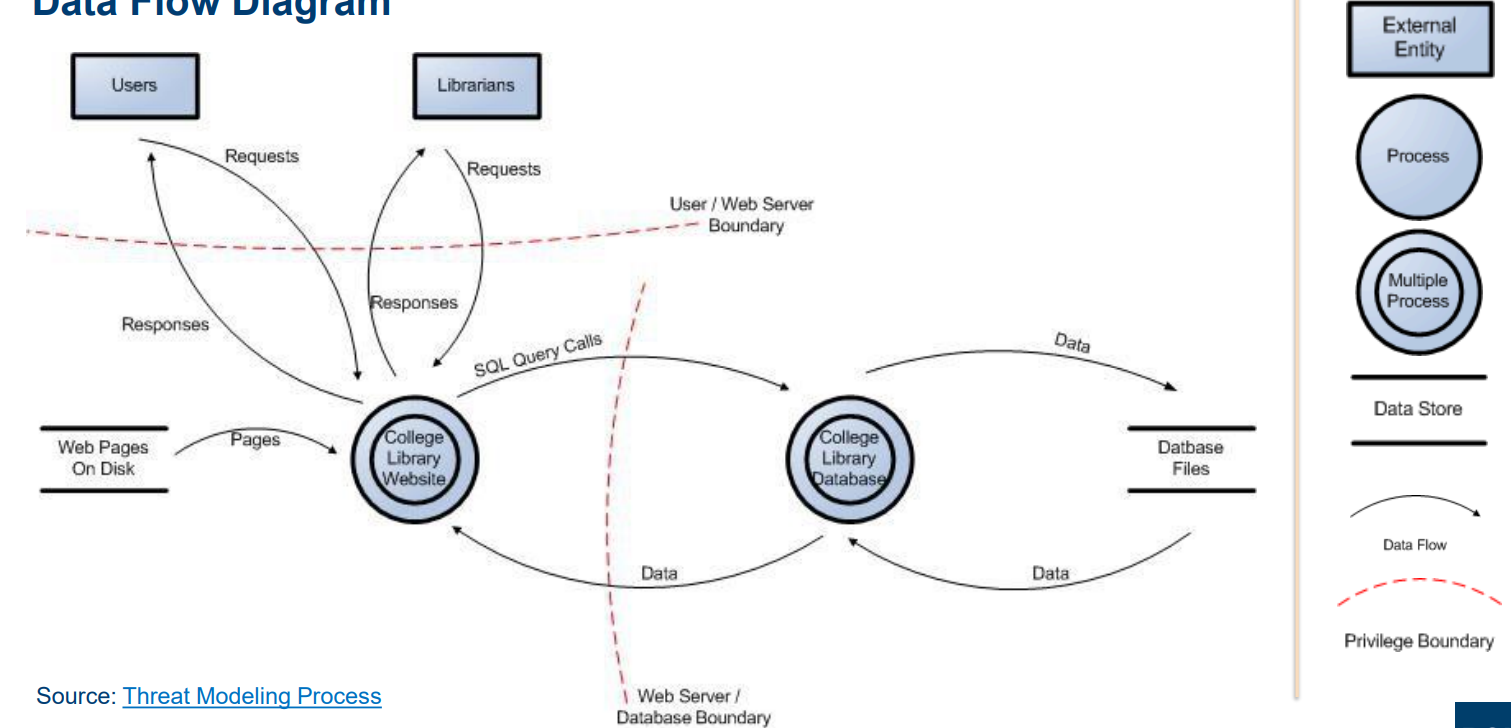 Data Flow Diagram
Users
Librarians
Requests
Requests
User / Web Server
Boundary
Responses
Responses
SQL Query Calls
Data
Web Pages
On Disk
Pages
College
Library
Website
College
Library
Database
Datbase
Files
Data
Data
Web Server /
Database Boundary
Source: Threat Modeling Process
External
Entity
Process
Multiple
Process
Data Store
Data Flow
Privilege Boundary